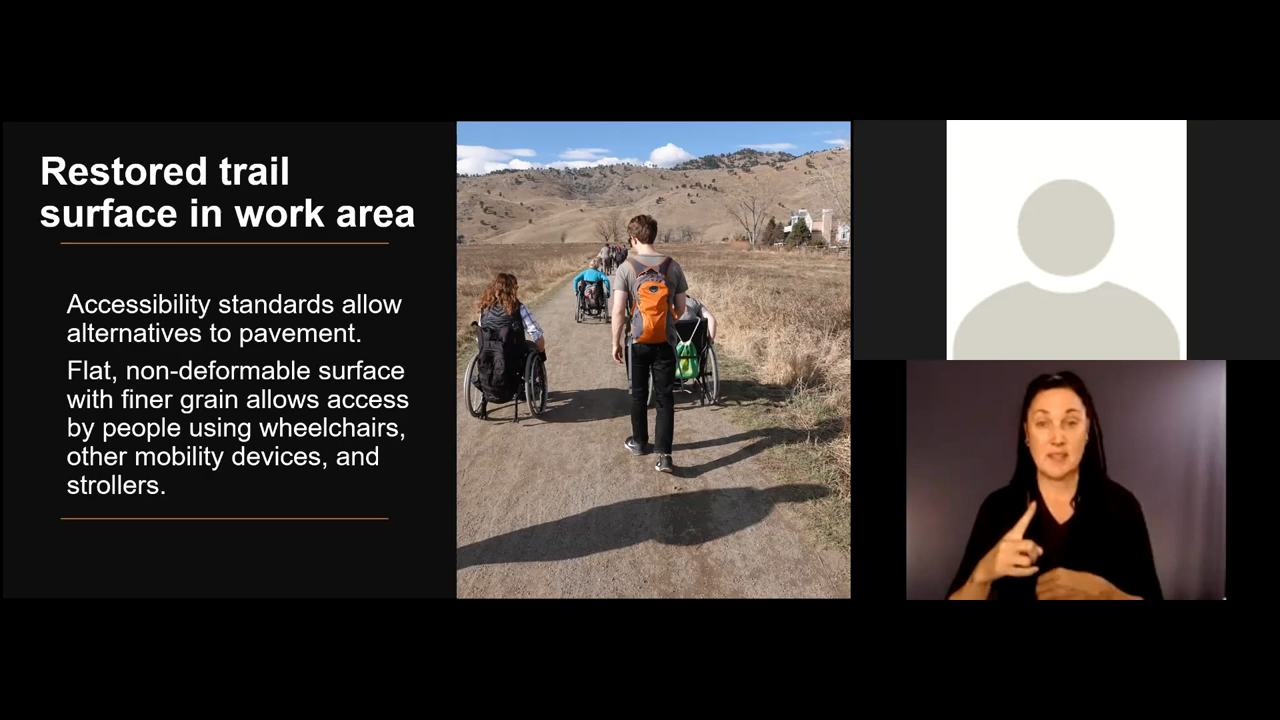 Restored trail
surface in work area
Accessibility standards allow
alternatives to pavement.
Flat, non-deformable surface
with finer grain allows access
by people using wheelchairs,
other mobility devices, and
strollers.